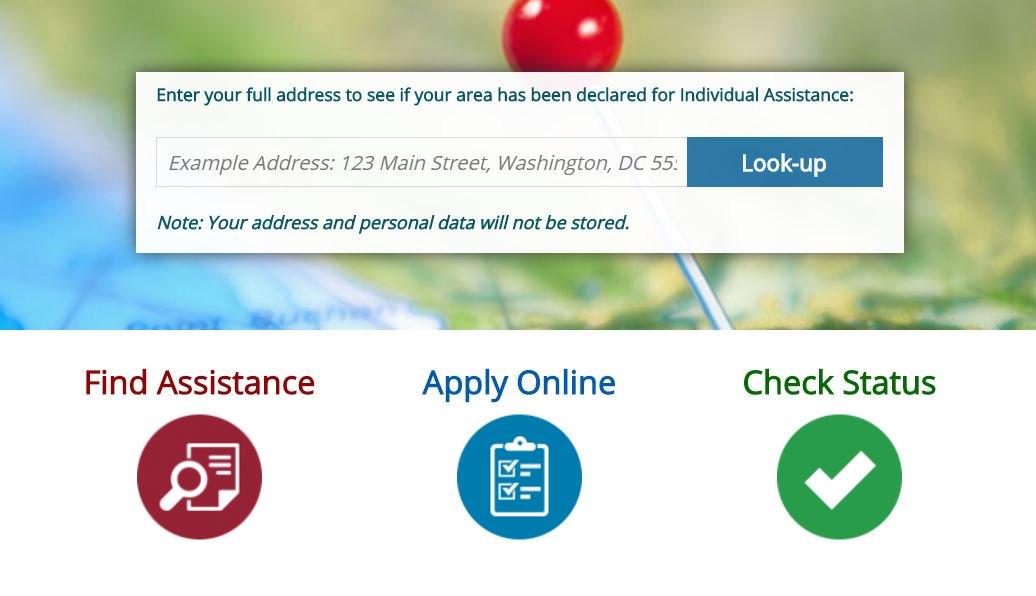 Enter your full address to see if your area has been declared for Individual Assistance:
Example Address: 123 Main Street, Washington, DC
Look-up
Note: Your address and personal data will not be stored.
Point Buchon
Find Assistance
Apply Online
Check Status